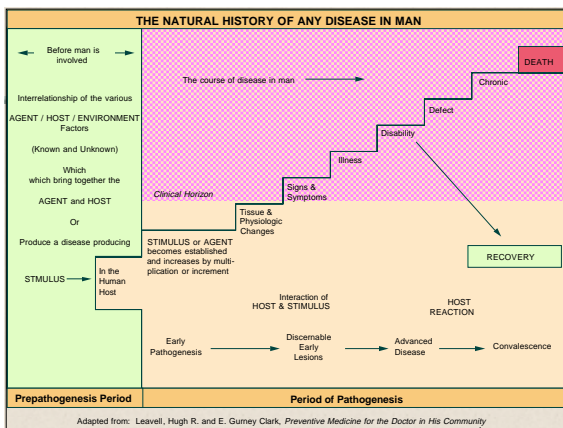 THE NATURAL HISTORY OF ANY DISEASE IN MAN
Before man is
involved
Interrelationship of the various
AGENT / HOST / ENVIRONMENT
Factors
(Known and Unknown)
Which
which bring together the
AGENT and HOST
Or
Produce a disease producing
STMULUS
In the
Human
Host
The course of disease in man
Clinical Horizon
STIMULUS or AGENT
becomes established
and increases by multi-
plication or increment
Tissue &
Physiologic
Changes
Signs &
Symptoms
Illness
Disability
Defect
Chronic
DEATH
RECOVERY
Interaction of
HOST & STIMULUS
HOST
REACTION
Early
Pathogenesis
Discernable
Early
Lesions
Advanced
Disease
Convalescence
Prepathogenesis Period
Period of Pathogenesis
Adapted from: Leavell, Hugh R. and E. Gurney Clark, Preventive Medicine for the Doctor in His Community